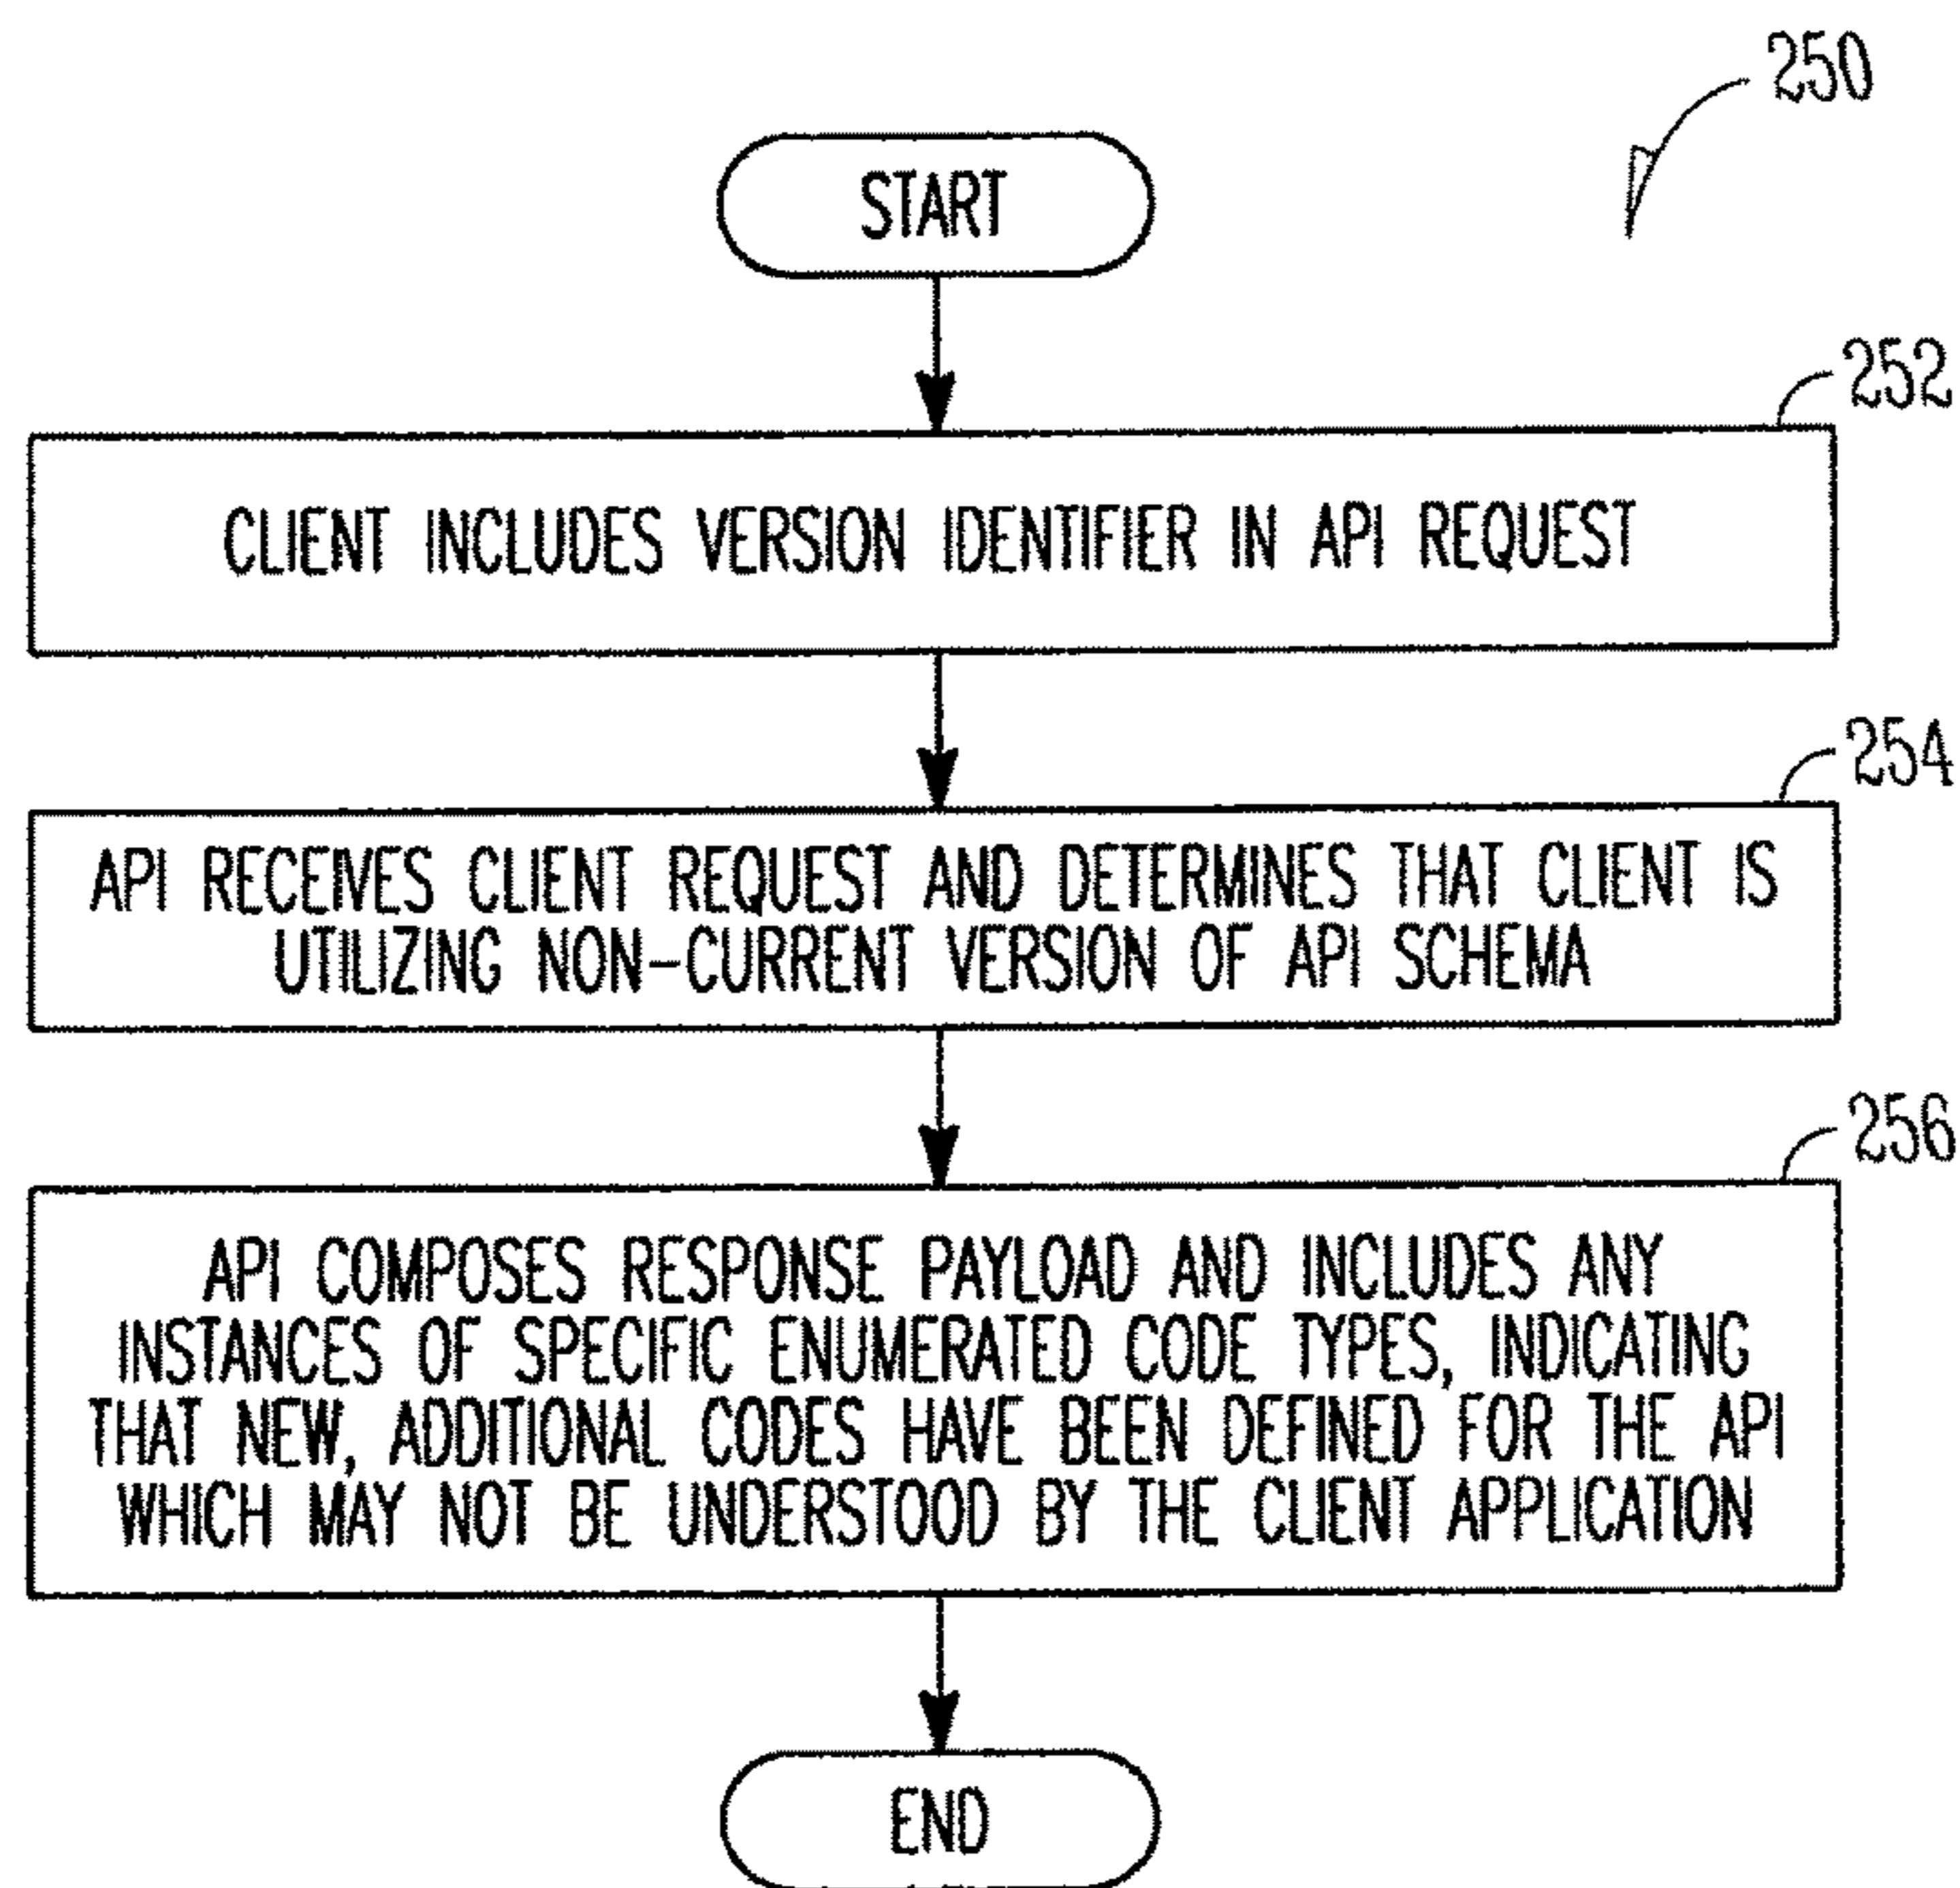 250
START
252
CLIENT INCLUDES VERSION IDENTIFIER IN API REQUEST
254
API RECEIVES CLIENT REQUEST AND DETERMINES THAT CLIENT IS
UTILIZING NON-CURRENT VERSION OF API SCHEMA
256
API COMPOSES RESPONSE PAYLOAD AND INCLUDES ANY
INSTANCES OF SPECIFIC ENUMERATED CODE TYPES, INDICATING
THAT NEW, ADDITIONAL CODES HAVE BEEN DEFINED FOR THE API
WHICH MAY NOT BE UNDERSTOOD BY THE CLIENT APPLICATION
END